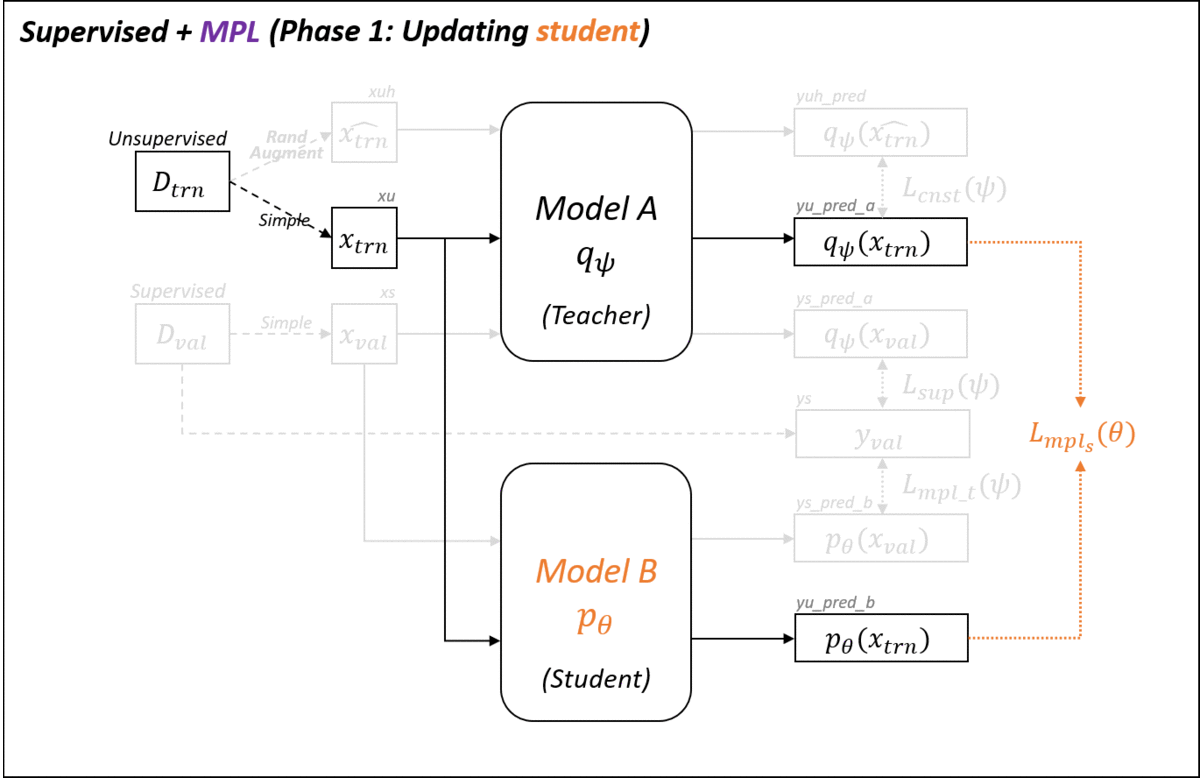 Supervised + MPL (Phase 1: Updating student)
xuh
yuh_pred
Unsupervised
Rand
Augment
$\widehat{x_{trn}}$
$q_\psi(\widehat{x_{trn}})$
$D_{trn}$
$L_{cnst}(\psi)$
xu
yu_pred_a
Simple
$x_{trn}$
Model A
$q_\psi$
(Teacher)
$q_\psi(x_{trn})$
Supervised
xs
ys_pred_a
$D_{val}$
Simple
$x_{val}$
$q_\psi(x_{val})$
$L_{sup}(\psi)$
ys
$y_{val}$
$L_{mpl_s}(\theta)$
$L_{mpl\_t}(\psi)$
ys_pred_b
$p_\theta(x_{val})$
Model B
$p_\theta$
(Student)
yu_pred_b
$p_\theta(x_{trn})$